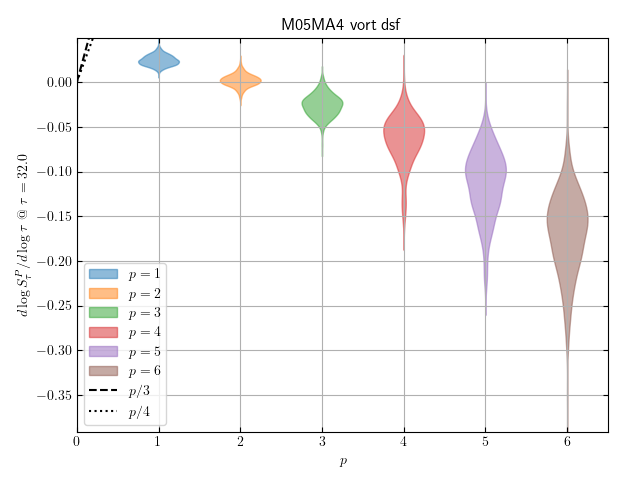 M05MA4 vort dsf
d log S_τ^P / d log τ @ τ = 32.0
0.00
−0.05
−0.10
−0.15
−0.20
−0.25
−0.30
−0.35
p = 1
p = 2
p = 3
p = 4
p = 5
p = 6
p/3
p/4
0 1 2 3 4 5 6
p